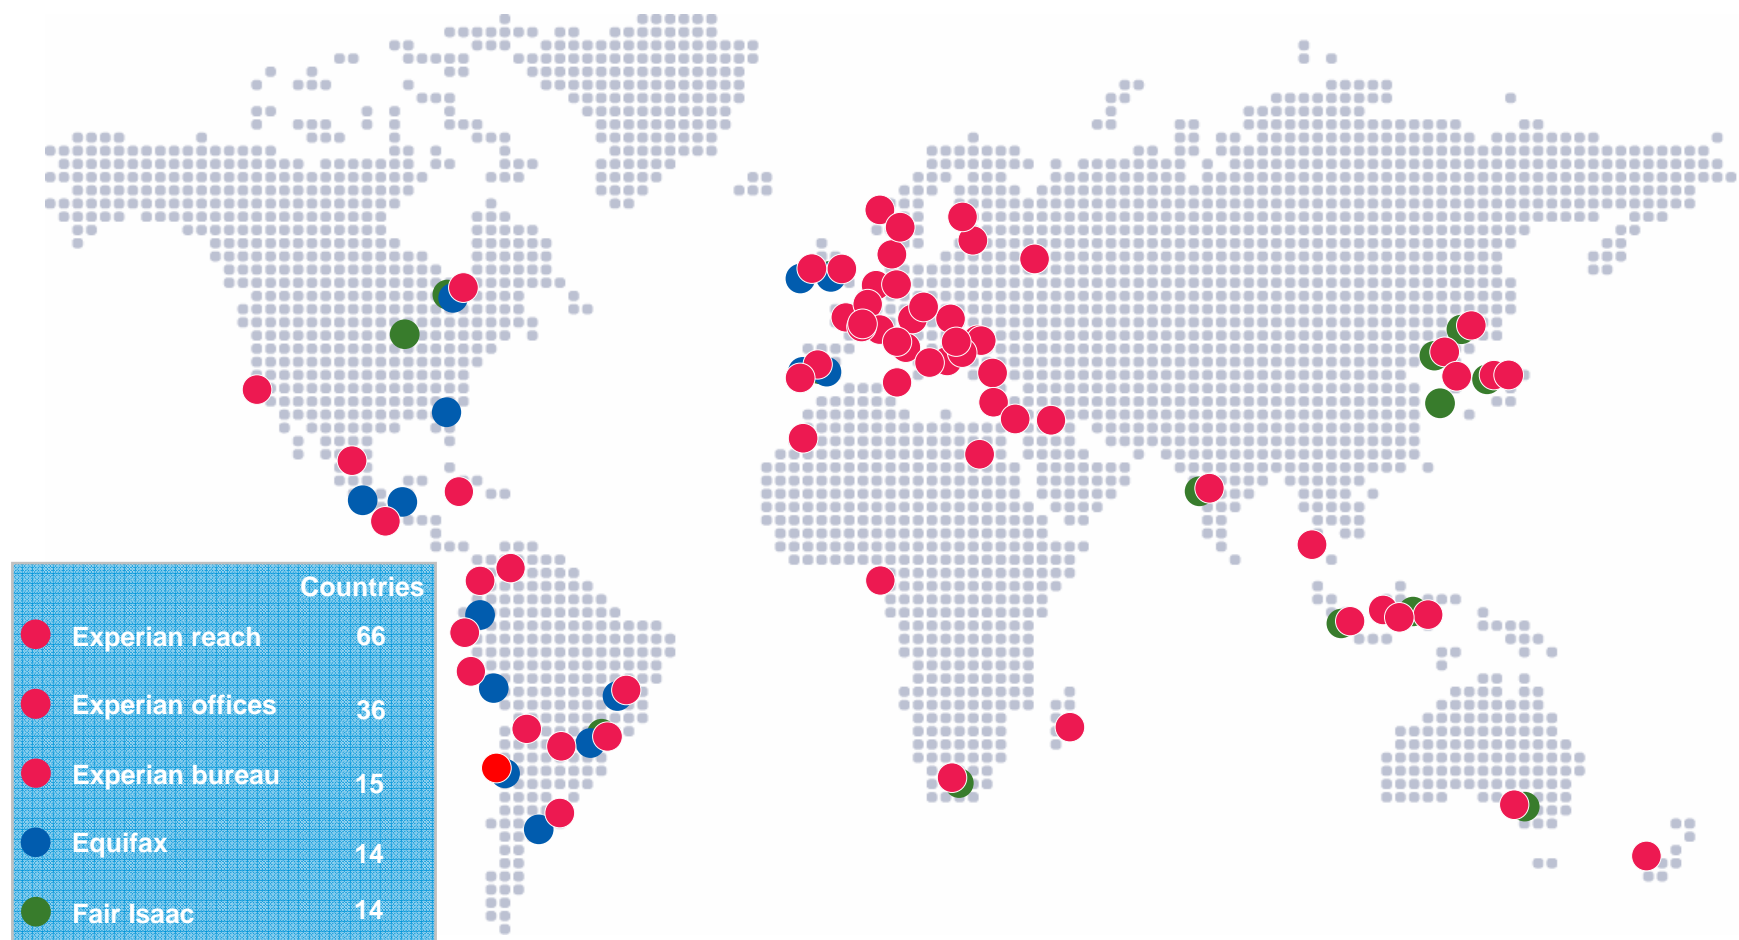 Countries
Experian reach 66
Experian offices 36
Experian bureau 15
Equifax 14
Fair Isaac 14